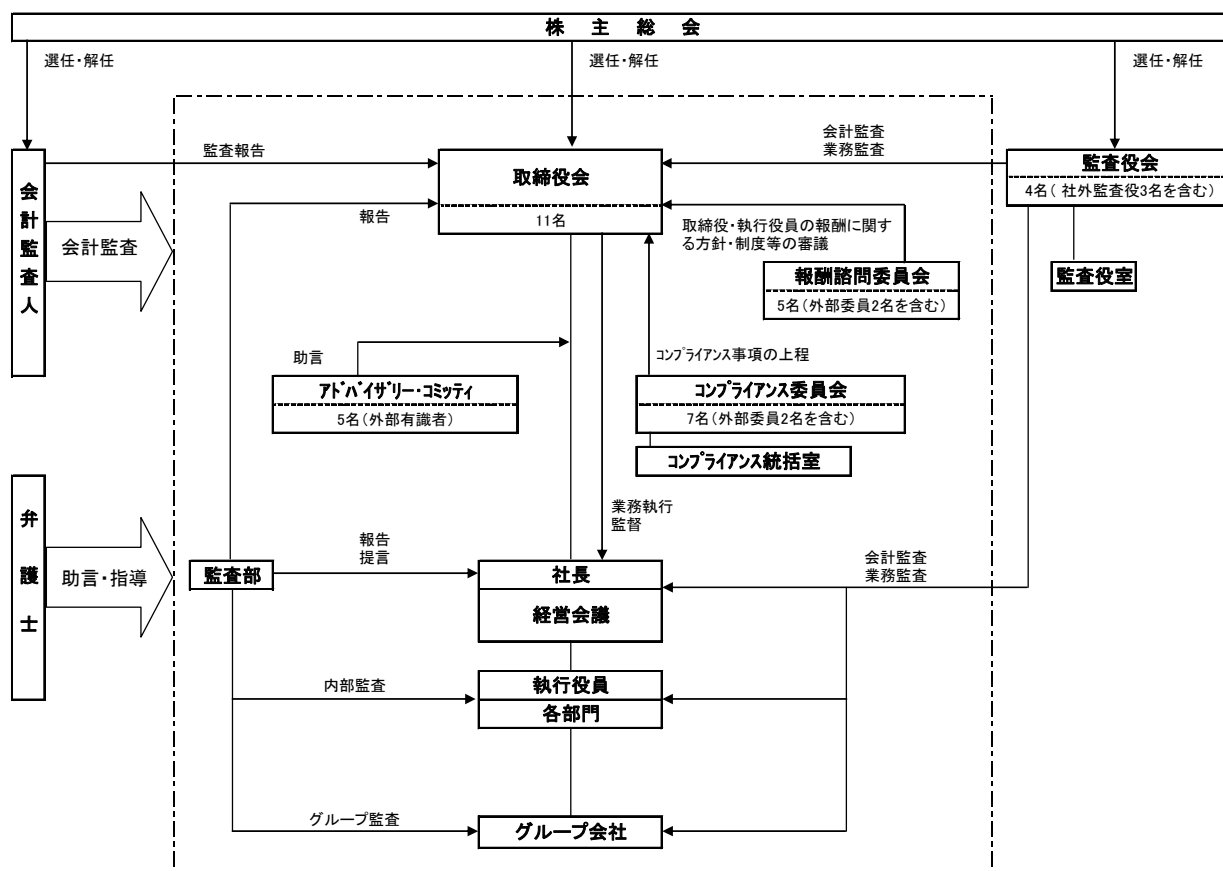 株 主 総 会
選任・解任
選任・解任
選任・解任
会計監査人
監査報告
会計監査
業務監査
取締役会
11名
監査役会
4名( 社外監査役3名を含む)
報告
会計監査
取締役・執行役員の報酬に関す
る方針・制度等の審議
報酬諮問委員会
5名(外部委員2名を含む)
監査役室
助言
コンプライアンス事項の上程
アドバイザリー・コミッティ
5名(外部有識者)
コンプライアンス委員会
7名(外部委員2名を含む)
コンプライアンス統括室
弁護士
助言・指導
業務執行
監督
監査部
報告
提言
社長
経営会議
会計監査
業務監査
内部監査
執行役員
各部門
グループ監査
グループ会社